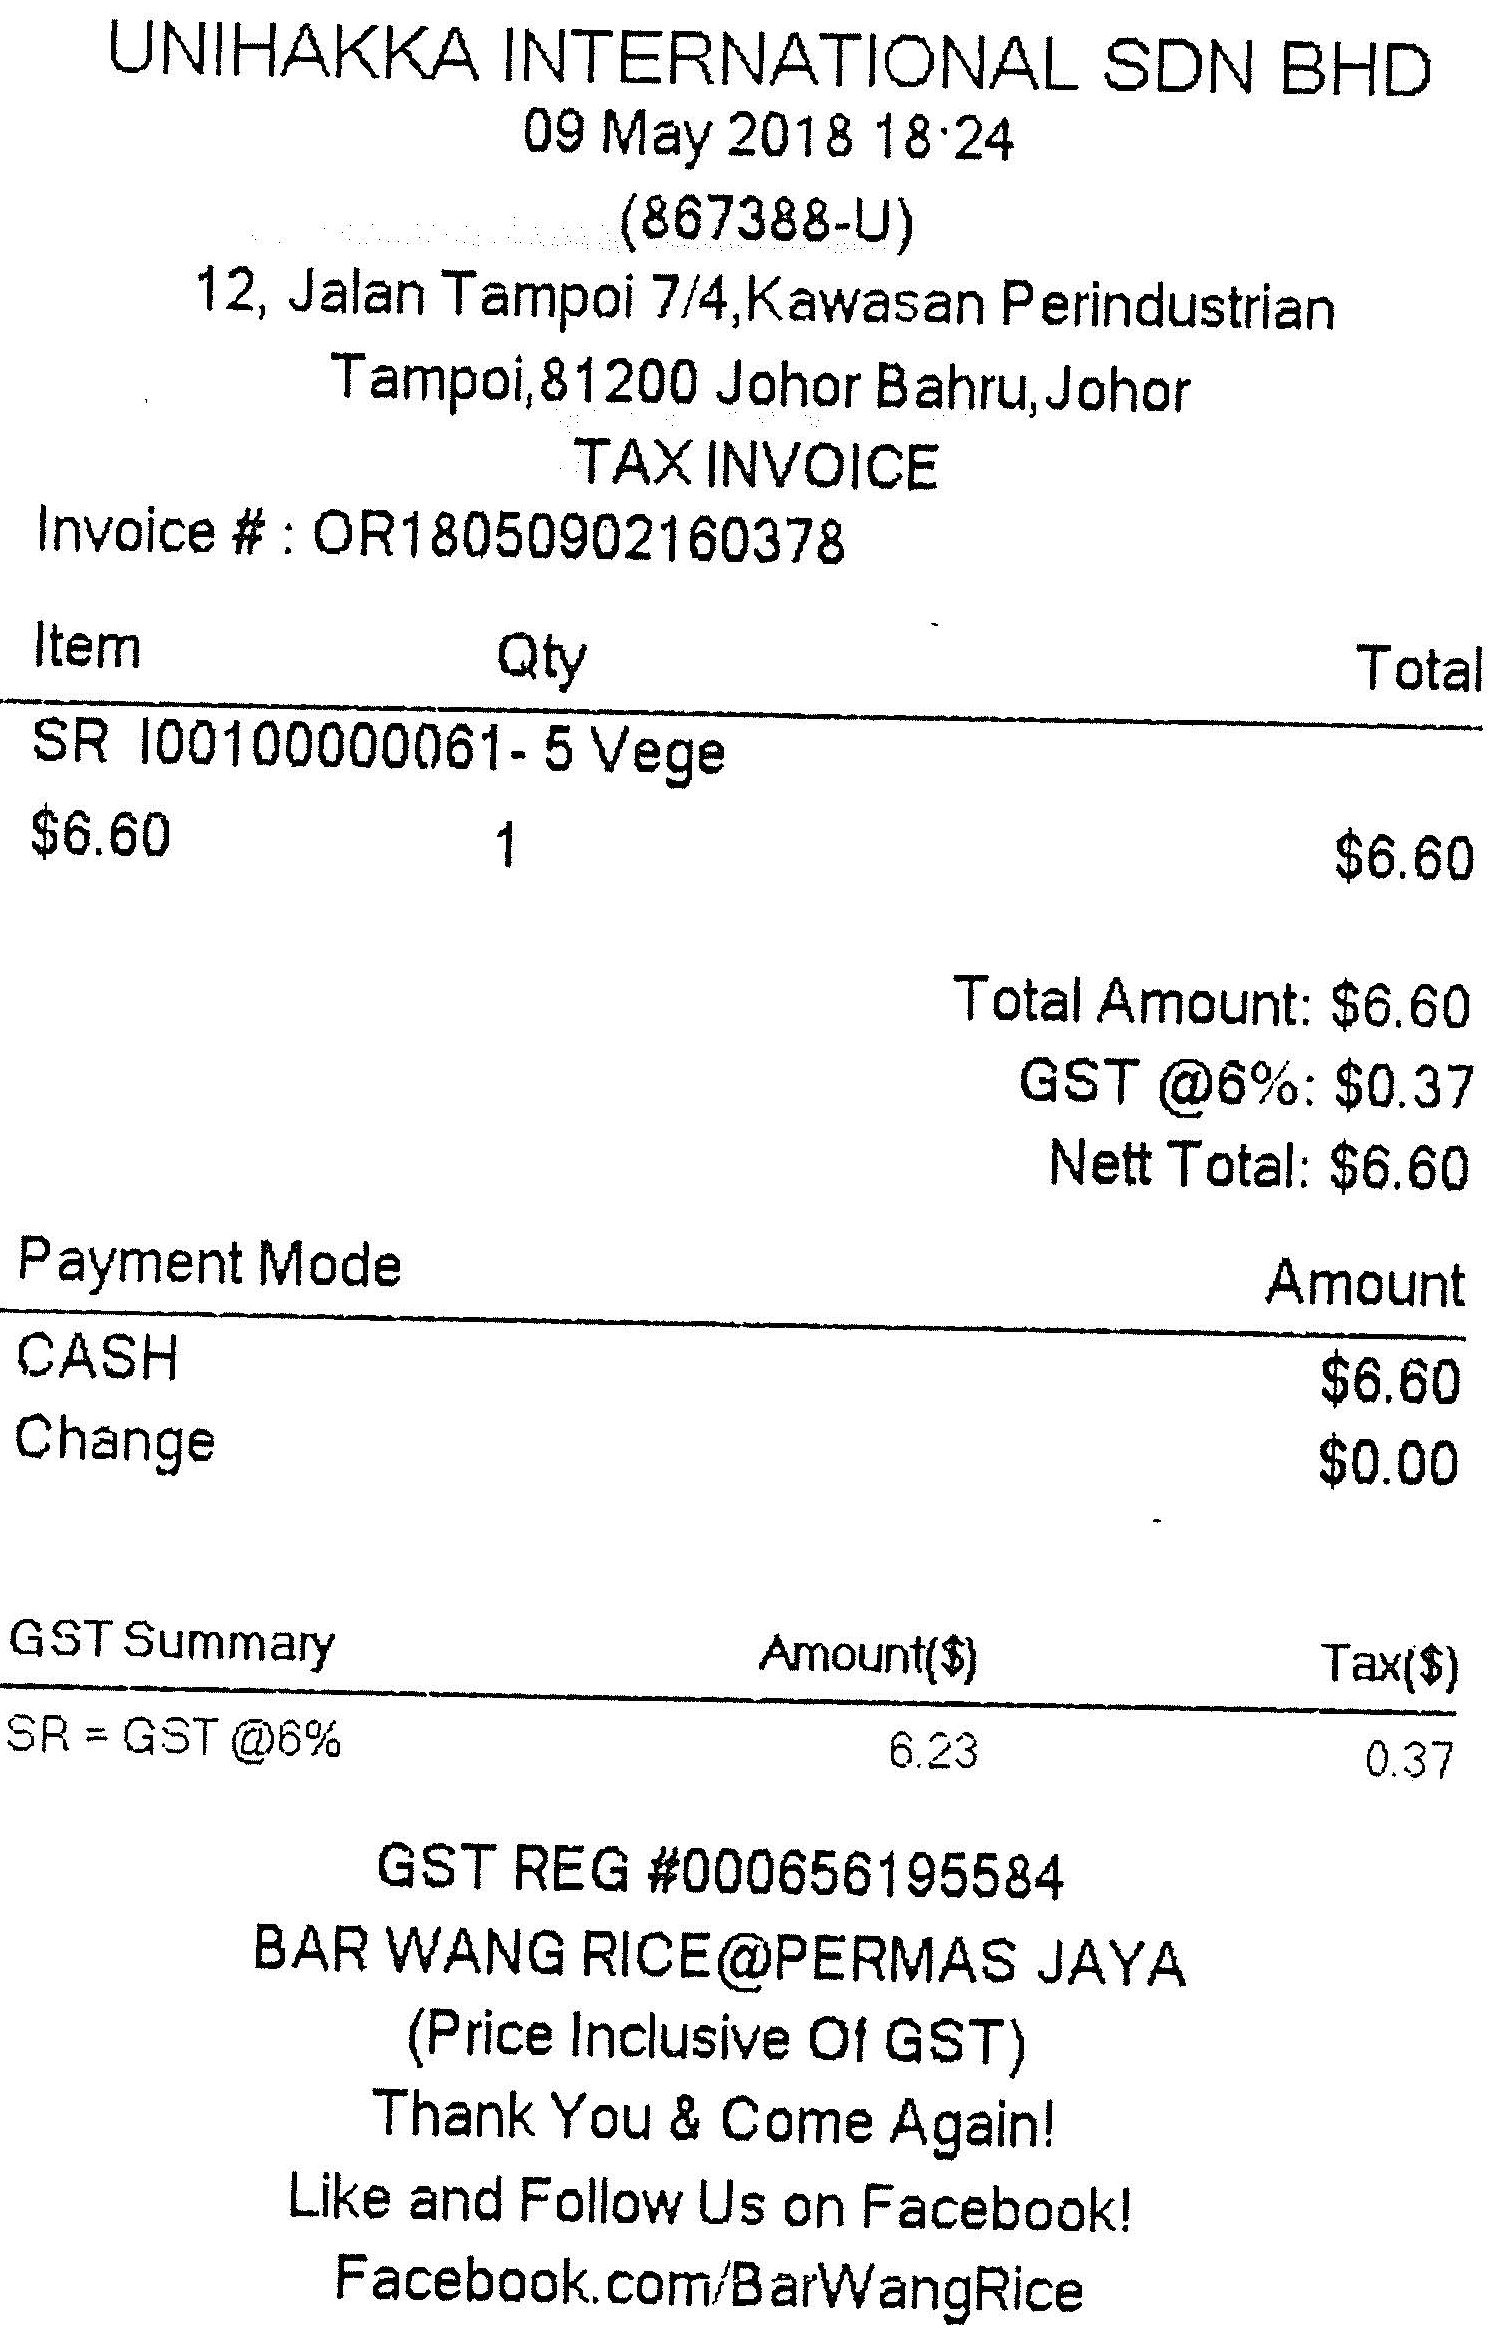 UNIHAKKA INTERNATIONAL SDN BHD
09 May 2018 18:24
(867388-U)
12, Jalan Tampoi 7/4,Kawasan Perindustrian
Tampoi,81200 Johor Bahru,Johor
TAX INVOICE
Invoice # : OR18050902160378
Item Qty Total
SR I00100000061- 5 Vege
$6.60 1 $6.60
Total Amount: $6.60
GST @6%: $0.37
Nett Total: $6.60
Payment Mode Amount
CASH $6.60
Change $0.00
GST Summary Amount($) Tax($)
SR = GST @6% 6.23 0.37
GST REG #000656195584
BAR WANG RICE@PERMAS JAYA
(Price Inclusive Of GST)
Thank You & Come Again!
Like and Follow Us on Facebook!
Facebook.com/BarWangRice